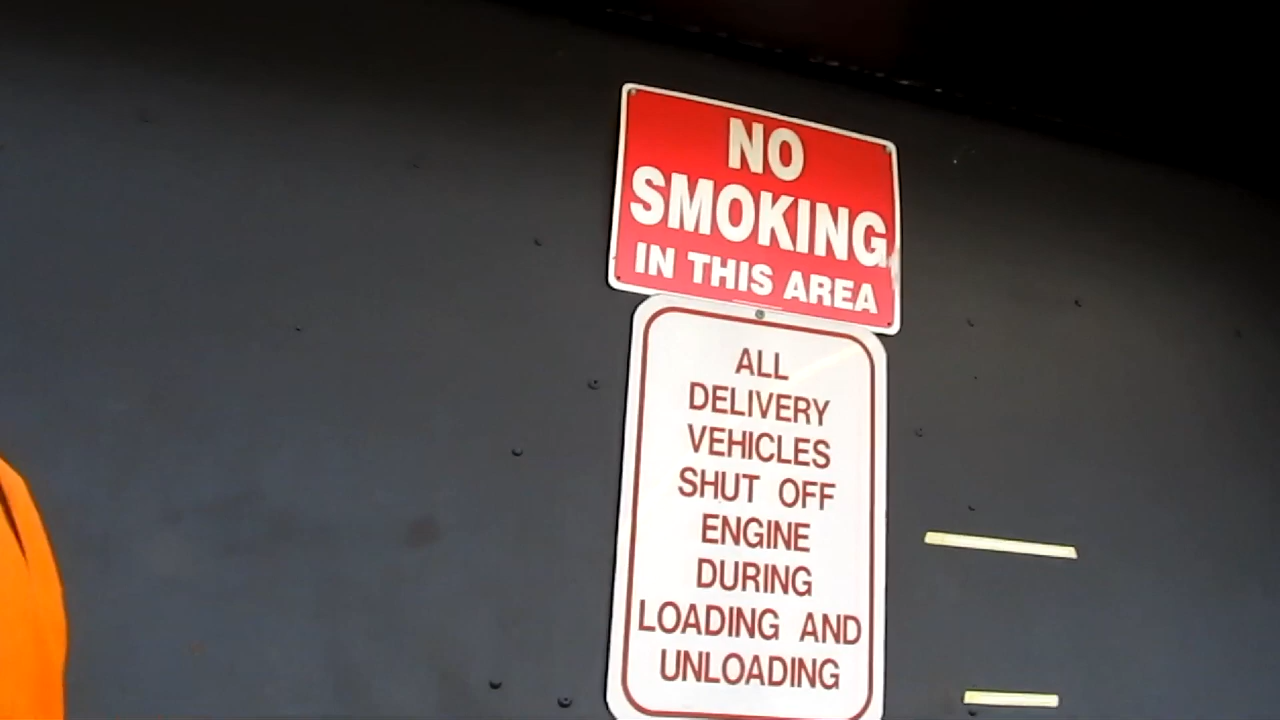 NO
SMOKING
IN THIS AREA
ALL
DELIVERY
VEHICLES
SHUT OFF
ENGINE
DURING
LOADING AND
UNLOADING